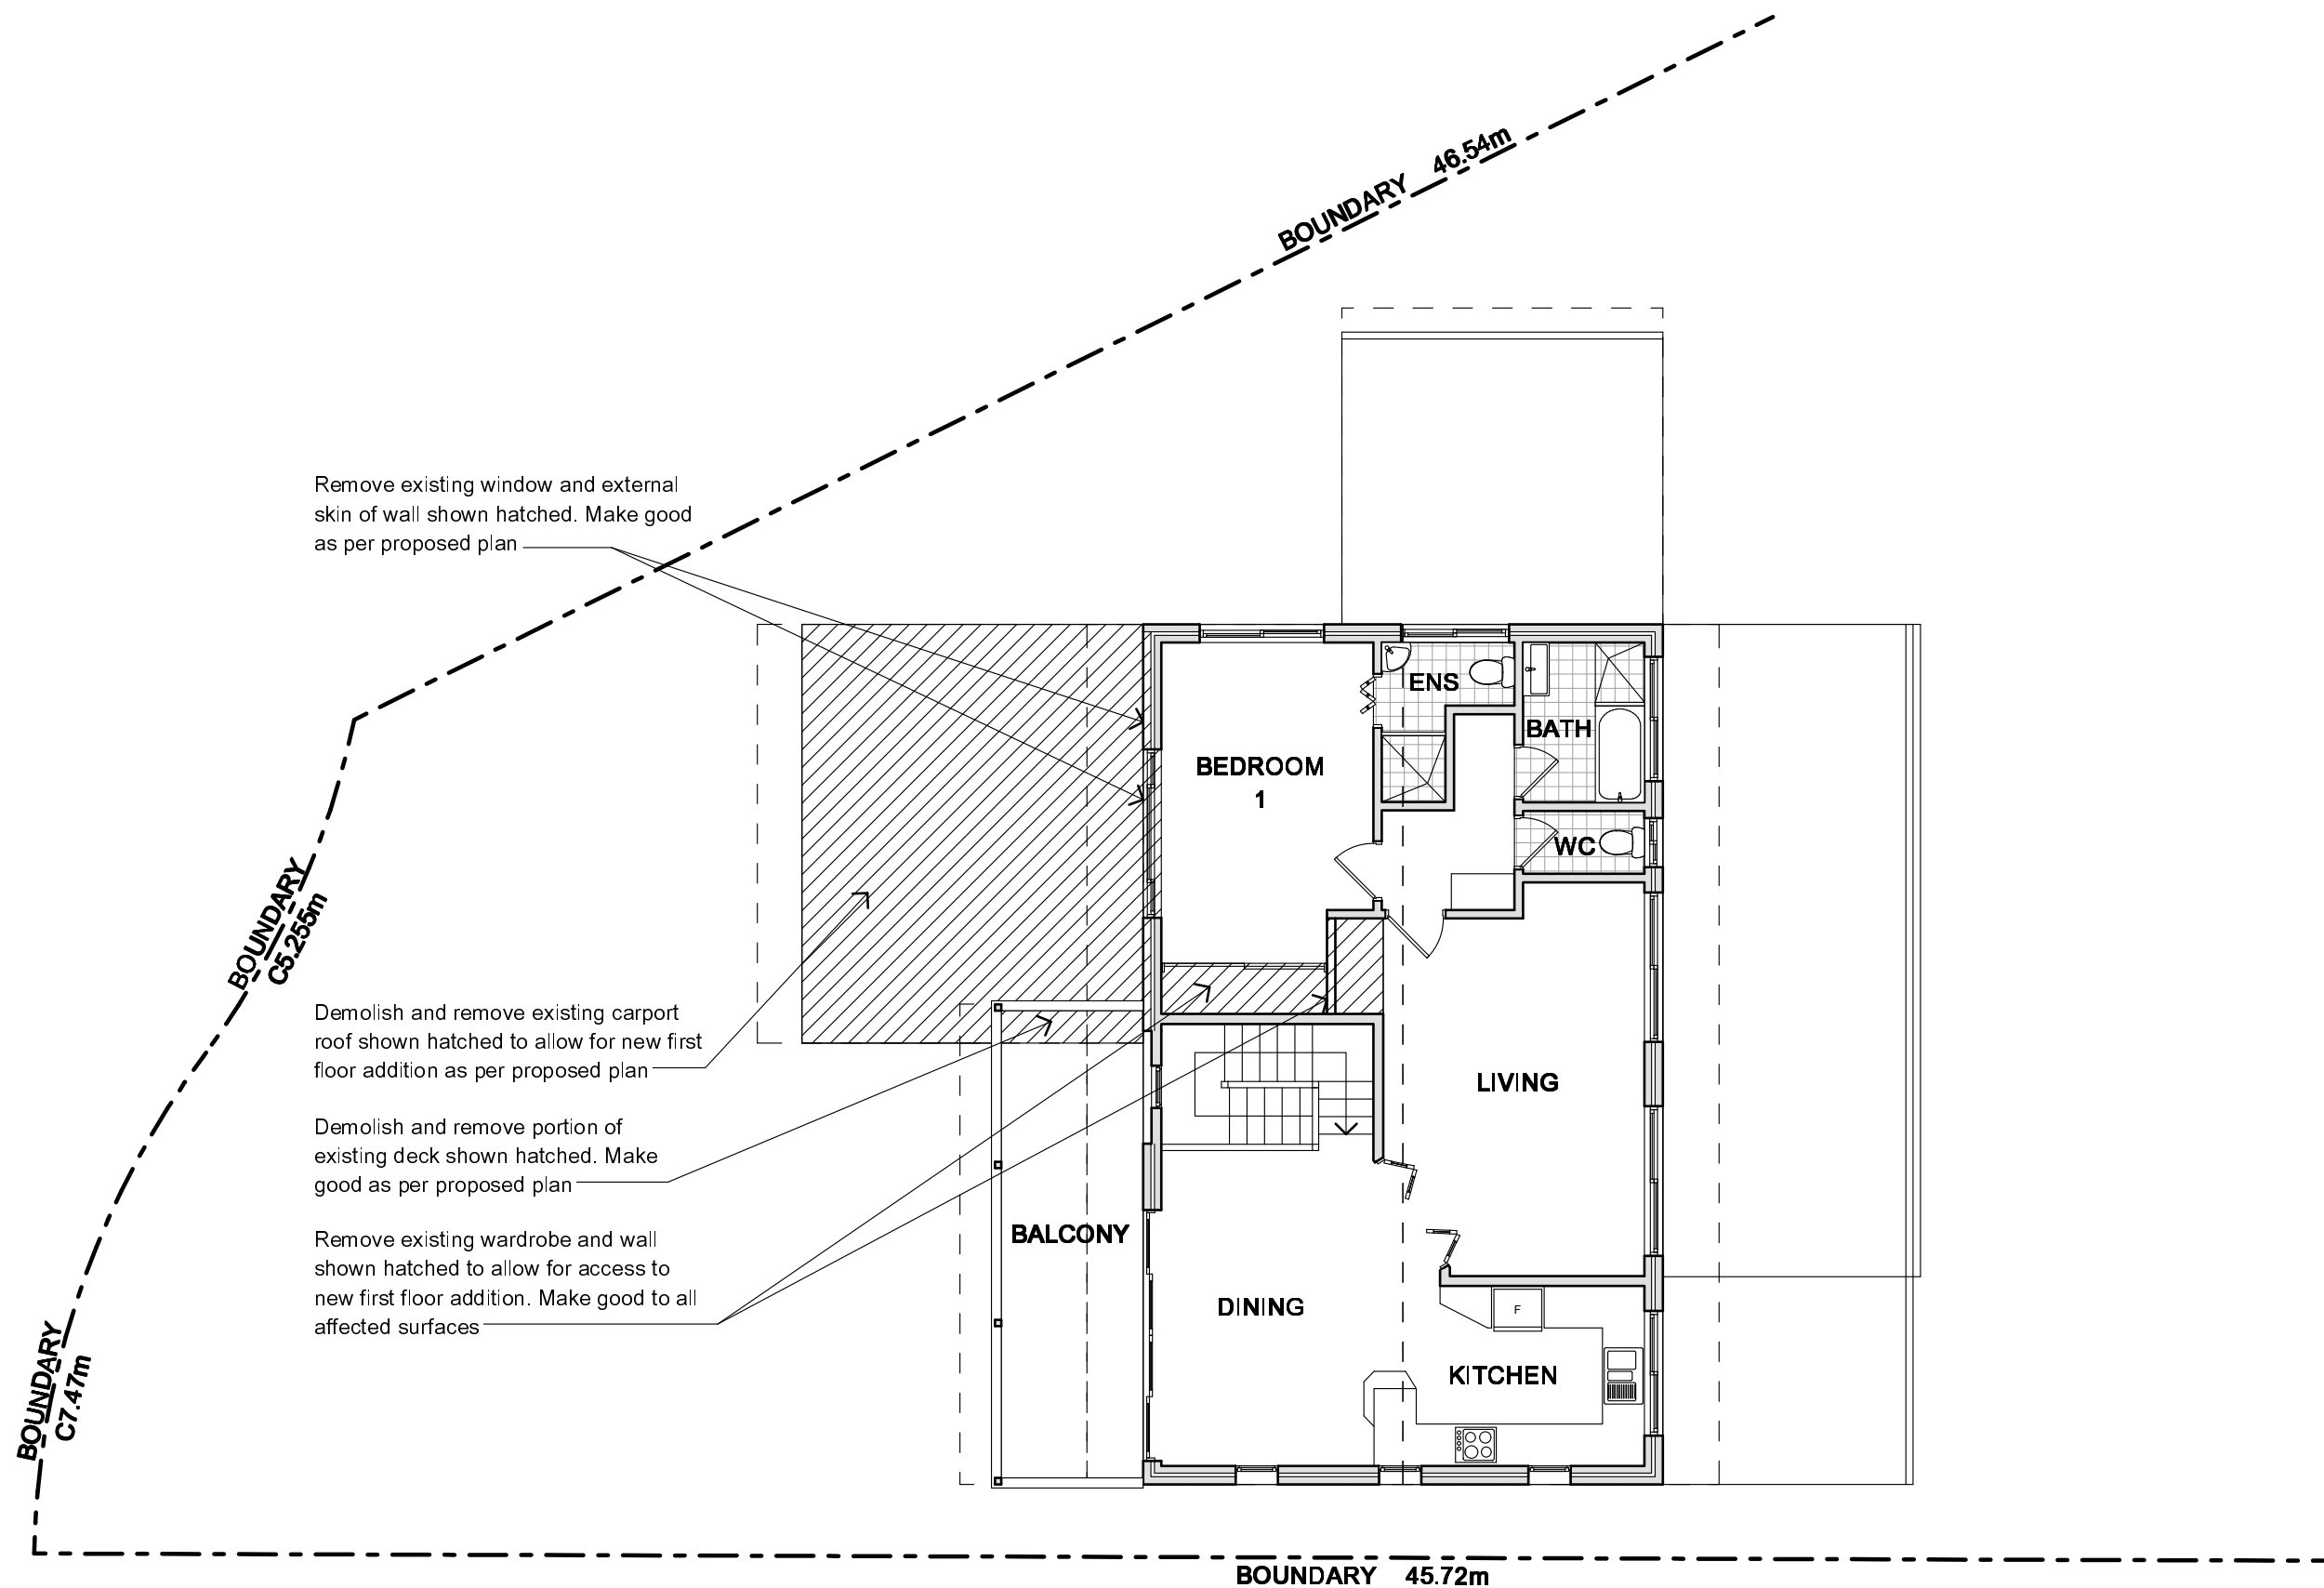 BOUNDARY 46.54m
Remove existing window and external
skin of wall shown hatched. Make good
as per proposed plan
ENS
BATH
BEDROOM
1
WC
BOUNDARY
C5.255m
Demolish and remove existing carport
roof shown hatched to allow for new first
floor addition as per proposed plan
LIVING
Demolish and remove portion of
existing deck shown hatched. Make
good as per proposed plan
BALCONY
Remove existing wardrobe and wall
shown hatched to allow for access to
new first floor addition. Make good to all
affected surfaces
DINING
F
KITCHEN
BOUNDARY
C7.47m
BOUNDARY 45.72m